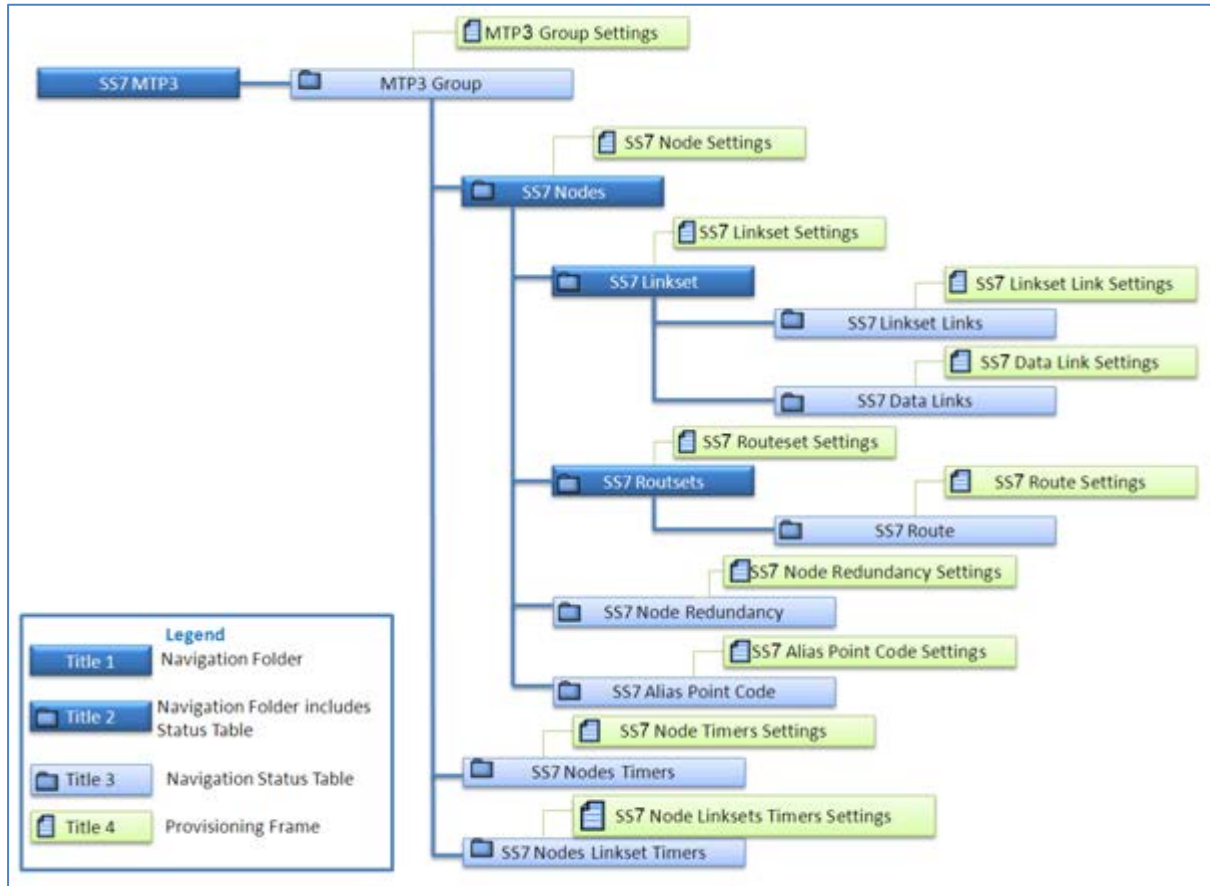 MTP3 Group Settings
SS7 MTP3
MTP3 Group
SS7 Node Settings
SS7 Nodes
SS7 Linkset Settings
SS7 Linkset
SS7 Linkset Link Settings
SS7 Linkset Links
SS7 Data Link Settings
SS7 Data Links
SS7 Routeset Settings
SS7 Routsets
SS7 Route Settings
SS7 Route
SS7 Node Redundancy Settings
SS7 Node Redundancy
SS7 Alias Point Code Settings
SS7 Alias Point Code
SS7 Node Timers Settings
SS7 Nodes Timers
SS7 Node Linksets Timers Settings
SS7 Nodes Linkset Timers
Legend
Title 1
Navigation Folder
Title 2
Navigation Folder includes
Status Table
Title 3
Navigation Status Table
Title 4
Provisioning Frame